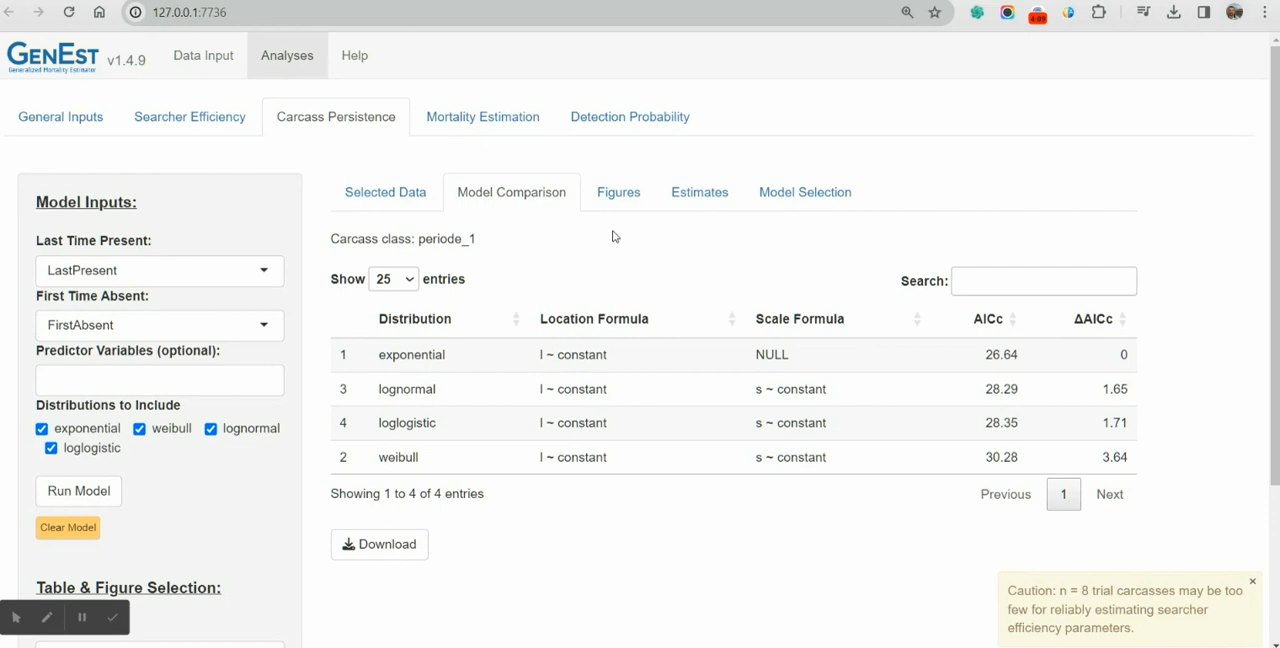 127.0.0.1:7736
4:09
GENEST v1.4.9 Data Input Analyses Help
Generalized Mortality Estimator
General Inputs Searcher Efficiency Carcass Persistence Mortality Estimation Detection Probability
Model Inputs:
Last Time Present:
LastPresent
First Time Absent:
FirstAbsent
Predictor Variables (optional):
Distributions to Include
exponential weibull lognormal
loglogistic
Run Model
Clear Model
Table & Figure Selection:
Selected Data Model Comparison Figures Estimates Model Selection
Carcass class: periode_1
Show 25 entries Search:
Distribution Location Formula Scale Formula AICc ΔAICc
1 exponential l ~ constant NULL 26.64 0
3 lognormal l ~ constant s ~ constant 28.29 1.65
4 loglogistic l ~ constant s ~ constant 28.35 1.71
2 weibull l ~ constant s ~ constant 30.28 3.64
Showing 1 to 4 of 4 entries Previous 1 Next
Download
Caution: n = 8 trial carcasses may be too
few for reliably estimating searcher
efficiency parameters.